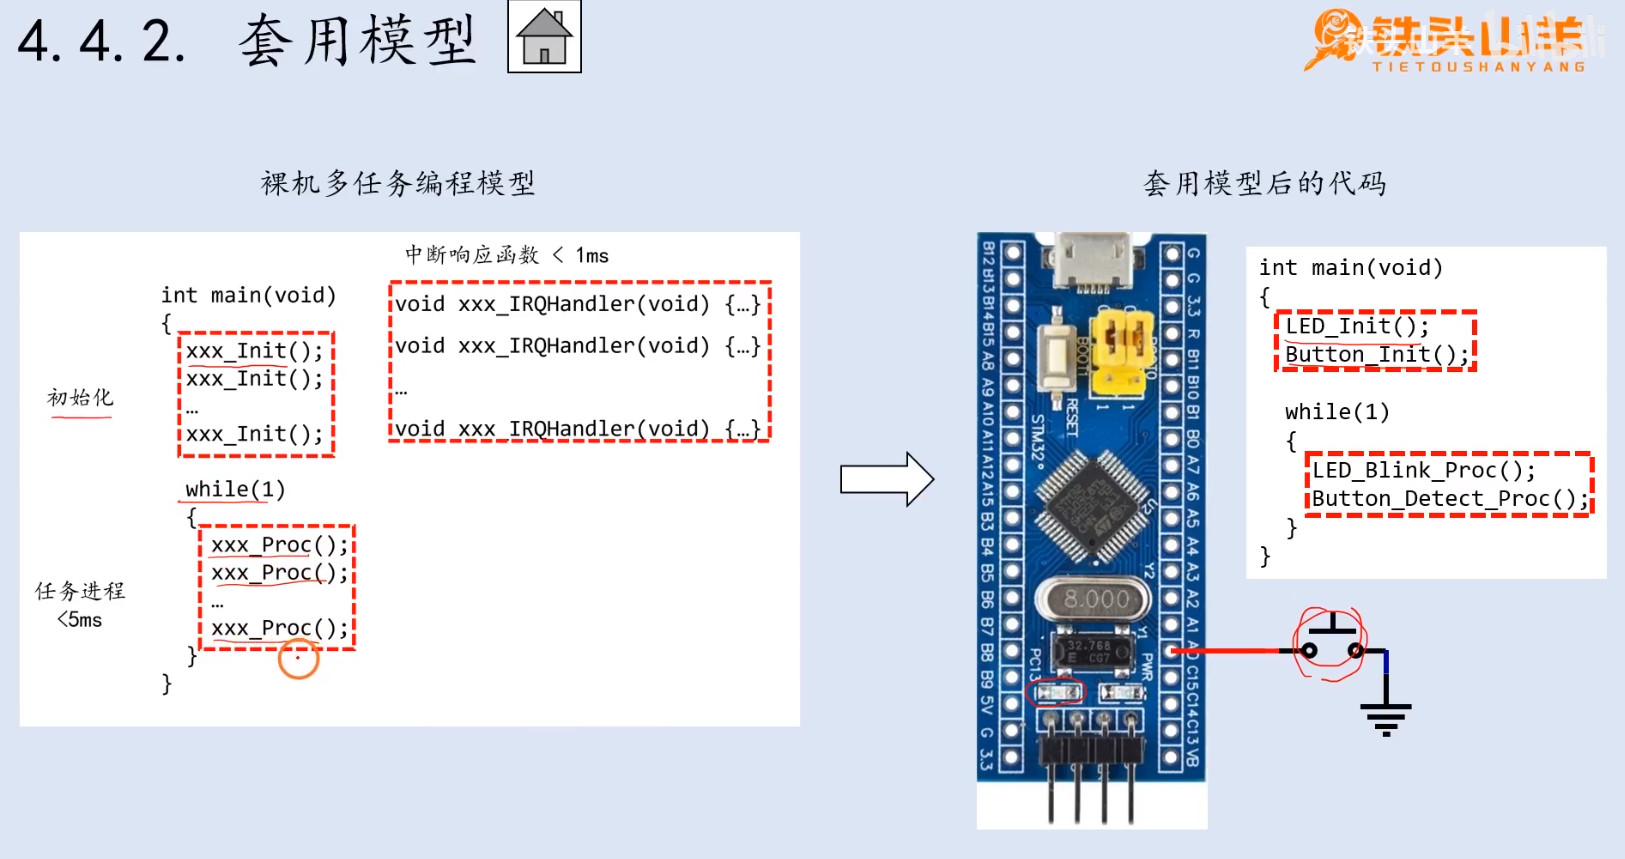 4.4.2. 套用模型
铁头山羊
TIETOUSHANYANG
裸机多任务编程模型
初始化
任务进程
<5ms
int main(void)
{
xxx_Init();
xxx_Init();
…
xxx_Init();
while(1)
{
xxx_Proc();
xxx_Proc();
…
xxx_Proc();
}
}
中断响应函数 < 1ms
void xxx_IRQHandler(void) {…}
void xxx_IRQHandler(void) {…}
…
void xxx_IRQHandler(void) {…}
套用模型后的代码
B12
B13
B14
B15
A8
A9
A10
A11
A12
A15
B3
B4
B5
B6
B7
B8
B9
5V
G
3.3
BOOT1
BOOT0
1
1
RESET
STM32
U2
Y2
8.000
Y1
32.768
E CG7
PC13
PWR
G
G
3.3
R
B11
B10
B1
B0
A7
A6
A5
A4
A3
A2
A1
A0
C15
C14
C13
VB
int main(void)
{
LED_Init();
Button_Init();
while(1)
{
LED_Blink_Proc();
Button_Detect_Proc();
}
}